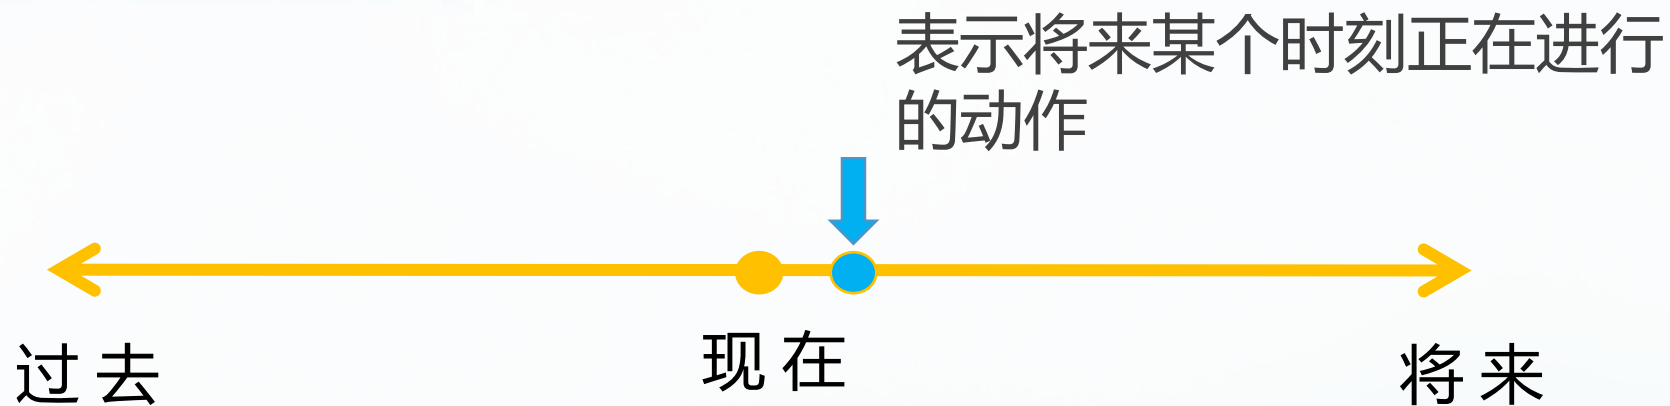 表示将来某个时刻正在进行
的动作
过去
现在
将来